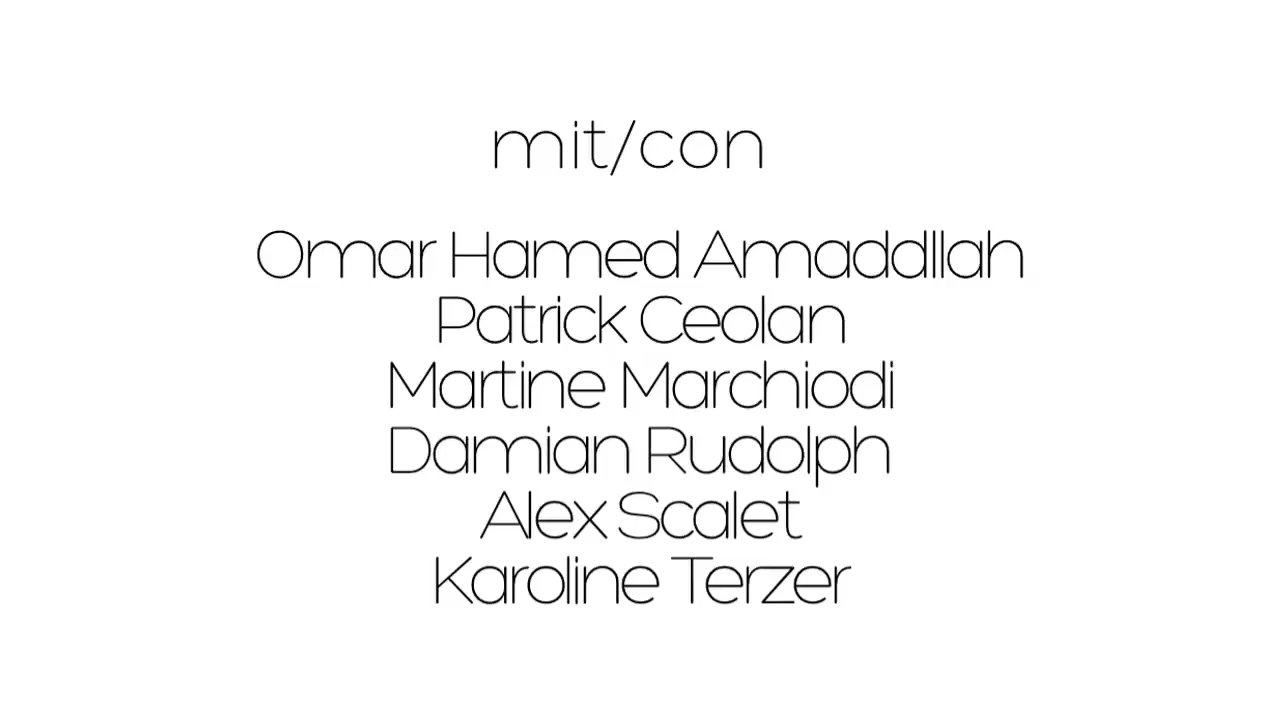 mit/con
Omar Hamed Amaddllah
Patrick Ceolan
Martine Marchiodi
Damian Rudolph
Alex Scalet
Karoline Terzer